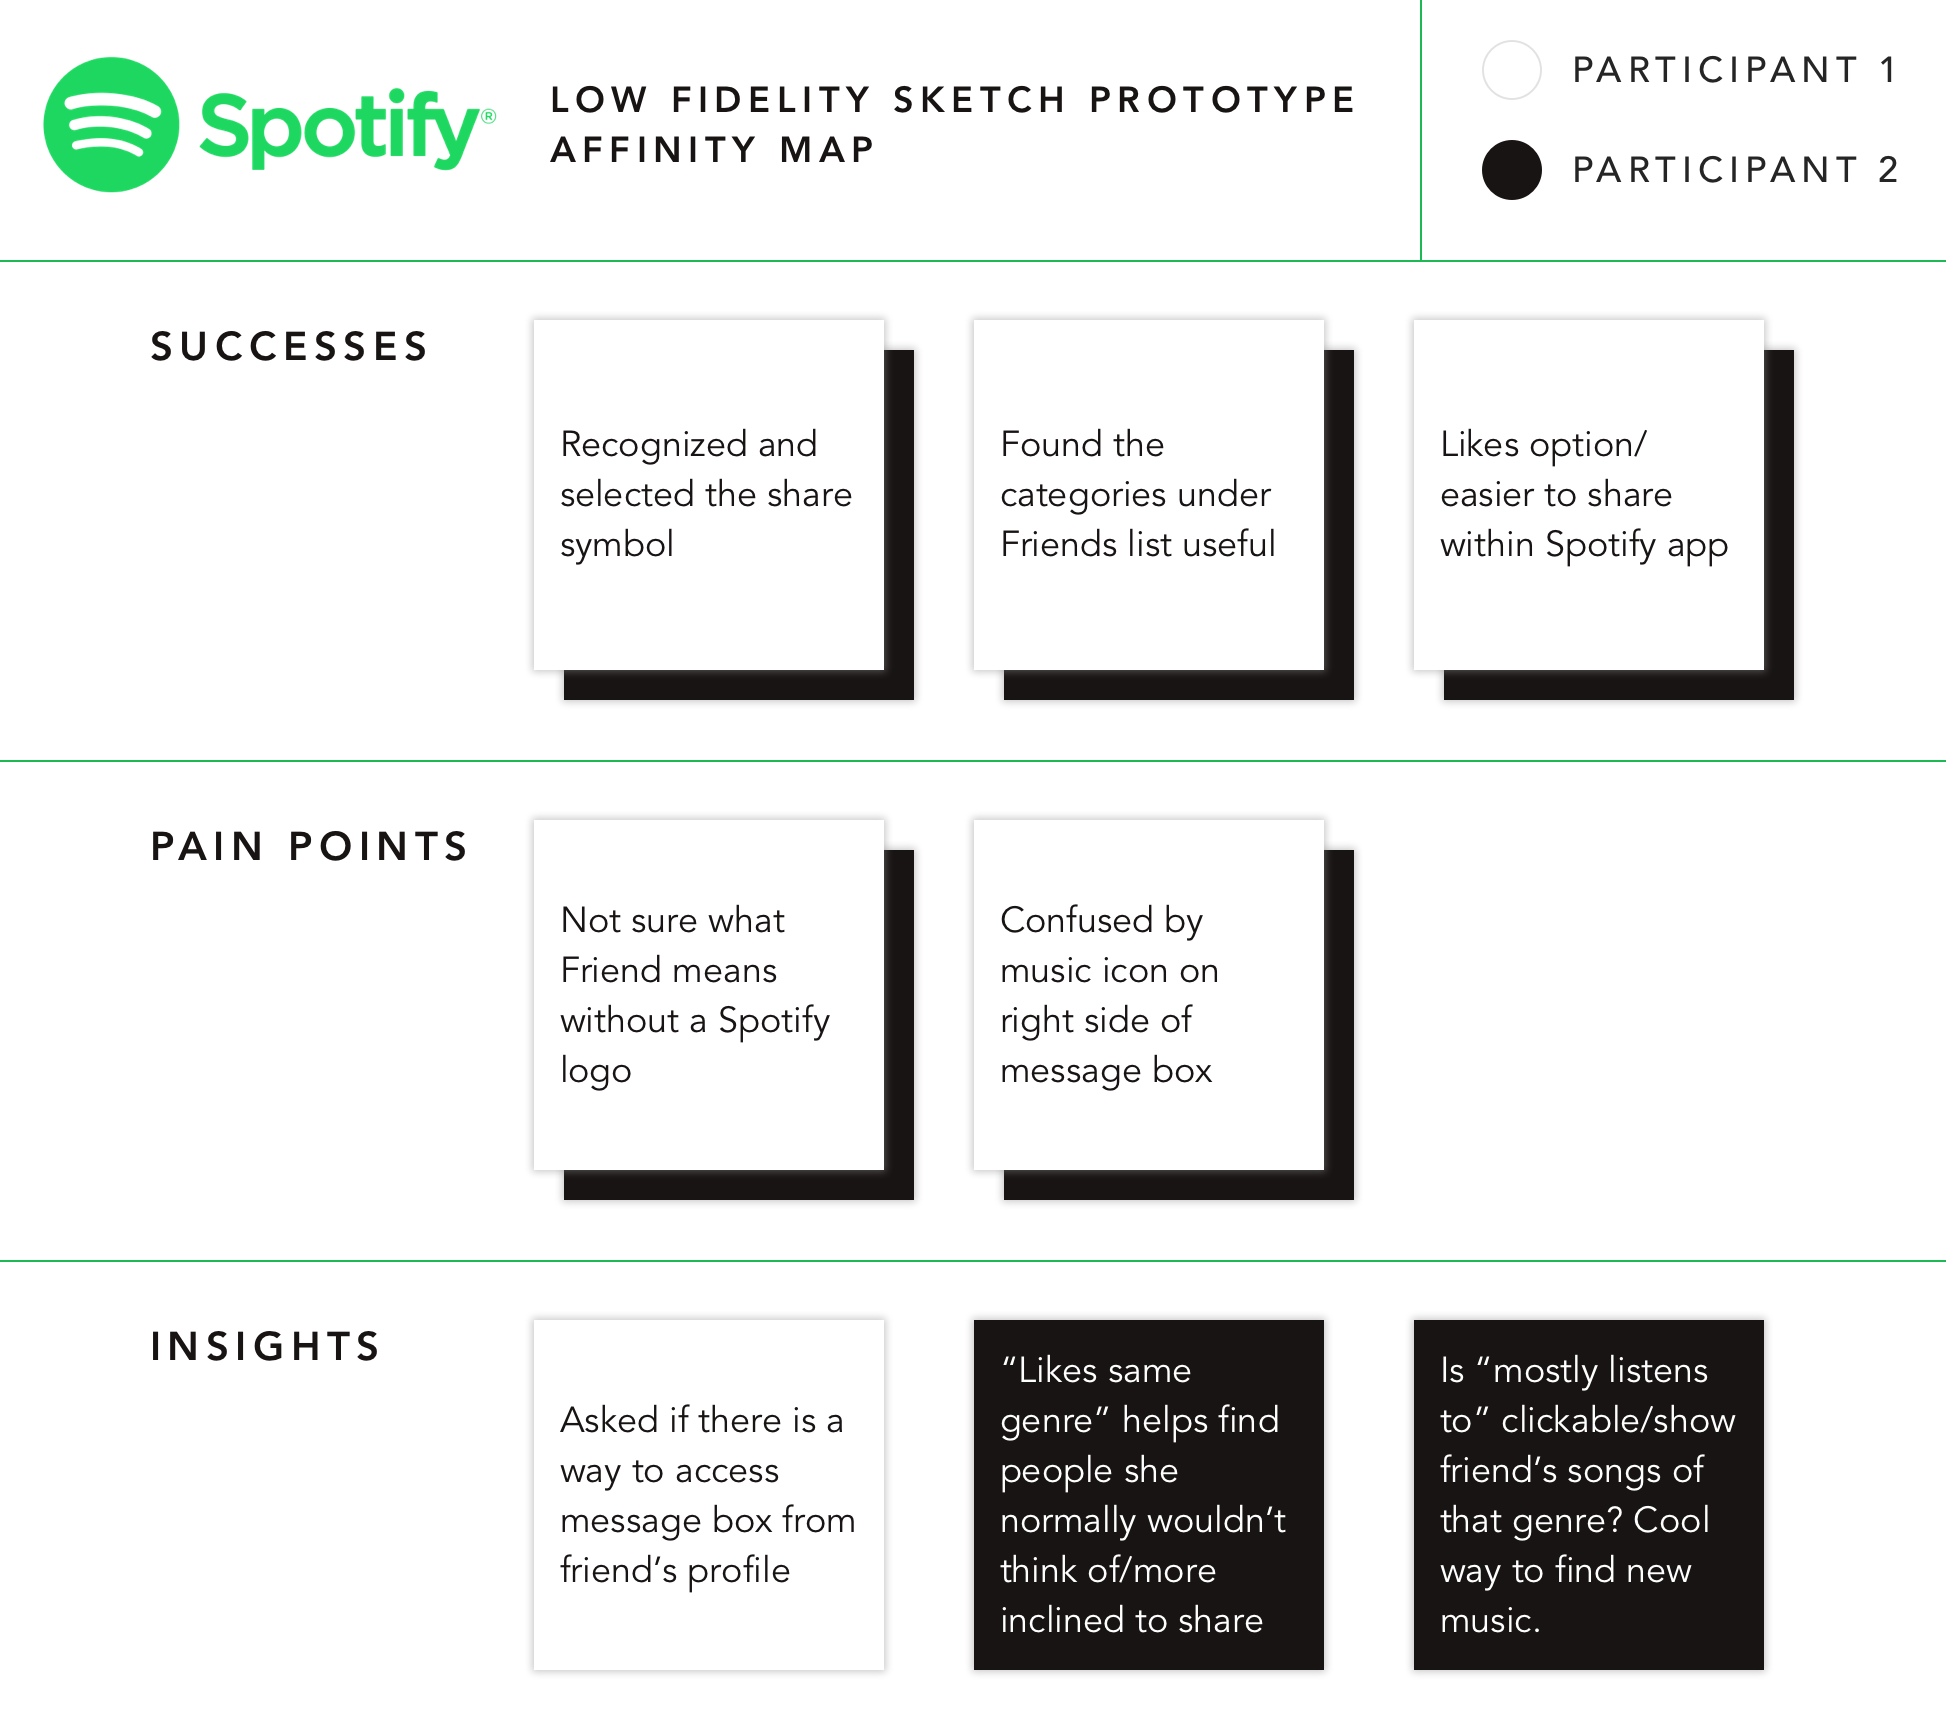 Spotify®
LOW FIDELITY SKETCH PROTOTYPE
AFFINITY MAP
PARTICIPANT 1
PARTICIPANT 2
SUCCESSES
Recognized and
selected the share
symbol
Found the
categories under
Friends list useful
Likes option/
easier to share
within Spotify app
PAIN POINTS
Not sure what
Friend means
without a Spotify
logo
Confused by
music icon on
right side of
message box
INSIGHTS
Asked if there is a
way to access
message box from
friend’s profile
“Likes same
genre” helps find
people she
normally wouldn’t
think of/more
inclined to share
Is “mostly listens
to” clickable/show
friend’s songs of
that genre? Cool
way to find new
music.